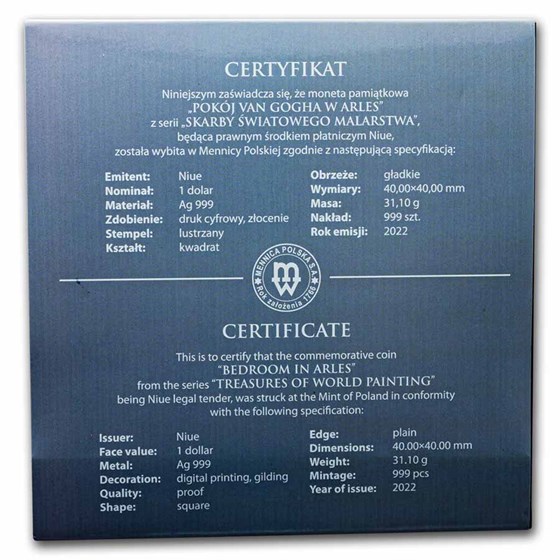 CERTYFIKAT
Niniejszym zaświadcza się, że moneta pamiątkowa
„POKÓJ VAN GOGHA W ARLES”
z serii „SKARBY ŚWIATOWEGO MALARSTWA”,
będąca prawnym środkiem płatniczym Niue,
została wybita w Mennicy Polskiej zgodnie z następującą specyfikacją:
Emitent: Niue
Nominał: 1 dolar
Materiał: Ag 999
Zdobienie: druk cyfrowy, złocenie
Stempel: lustrzany
Kształt: kwadrat
Obrzeże: gładkie
Wymiary: 40,00×40,00 mm
Masa: 31,10 g
Nakład: 999 szt.
Rok emisji: 2022
MENNICA POLSKA S.A.
MW
Rok założenia 1766
CERTIFICATE
This is to certify that the commemorative coin
“BEDROOM IN ARLES”
from the series “TREASURES OF WORLD PAINTING”
being Niue legal tender, was struck at the Mint of Poland in conformity
with the following specification:
Issuer: Niue
Face value: 1 dollar
Metal: Ag 999
Decoration: digital printing, gilding
Quality: proof
Shape: square
Edge: plain
Dimensions: 40.00×40.00 mm
Weight: 31.10 g
Mintage: 999 pcs
Year of issue: 2022